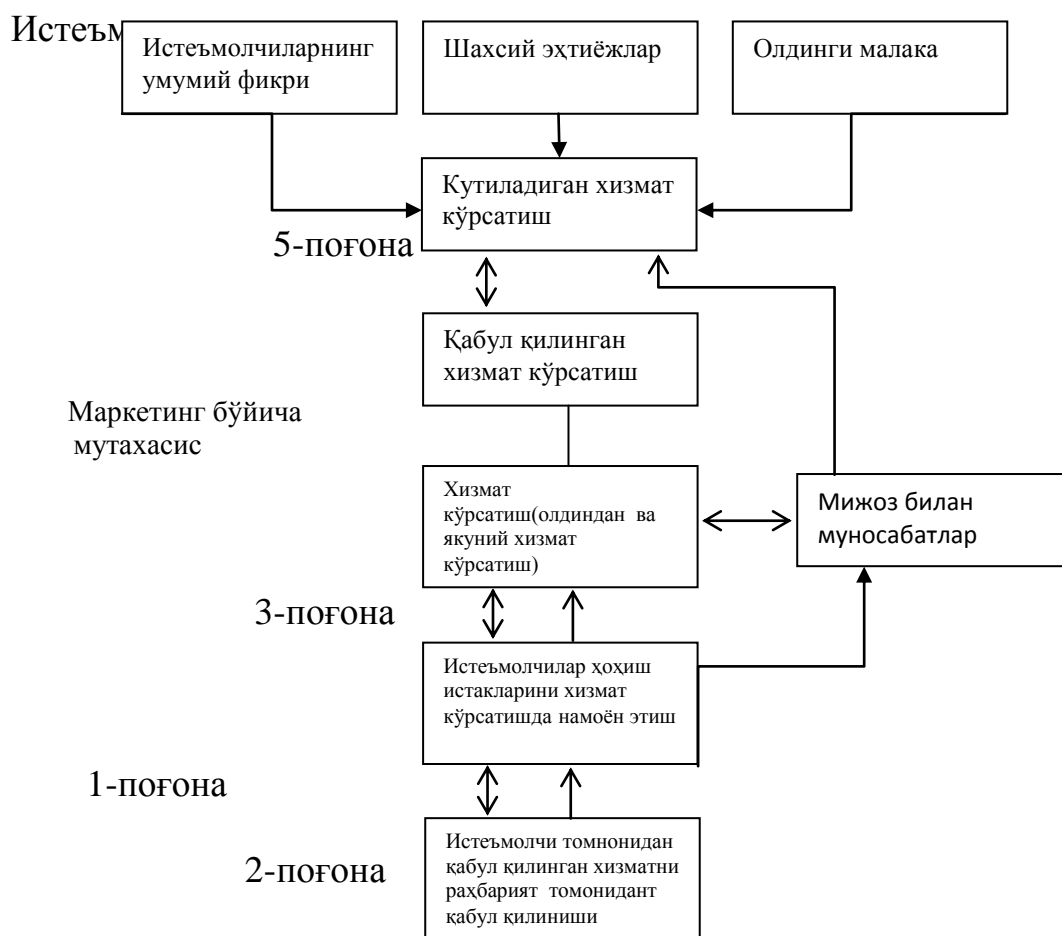 Истеъм
Истеъмолчиларнинг
умумий фикри
Шахсий эҳтиёжлар
Олдинги малака
Кутиладиган хизмат
кўрсатиш
5-поғона
Қабул қилинган
хизмат кўрсатиш
Маркетинг бўйича
мутахасис
Хизмат
кўрсатиш(олдиндан ва
якуний хизмат
кўрсатиш)
Мижоз билан
муносабатлар
3-поғона
Истеъмолчилар ҳоҳиш
истакларини хизмат
кўрсатишда намоён этиш
1-поғона
2-поғона
Истеъмолчи томнонидан
қабул қилинган хизматни
раҳбарият томонидант
қабул қилиниши